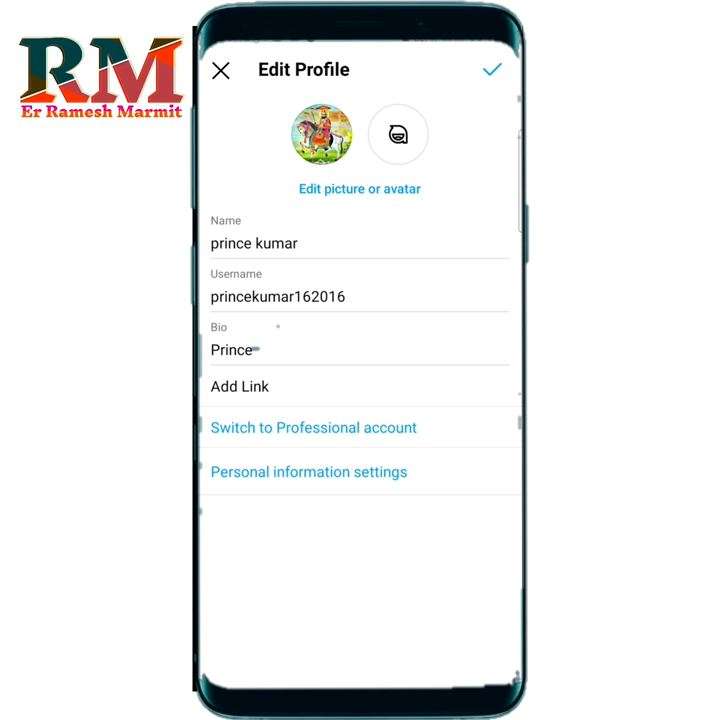 RM
Er Ramesh Marmit
Edit Profile
Edit picture or avatar
Name
prince kumar
Username
princekumar162016
Bio
Prince
Add Link
Switch to Professional account
Personal information settings